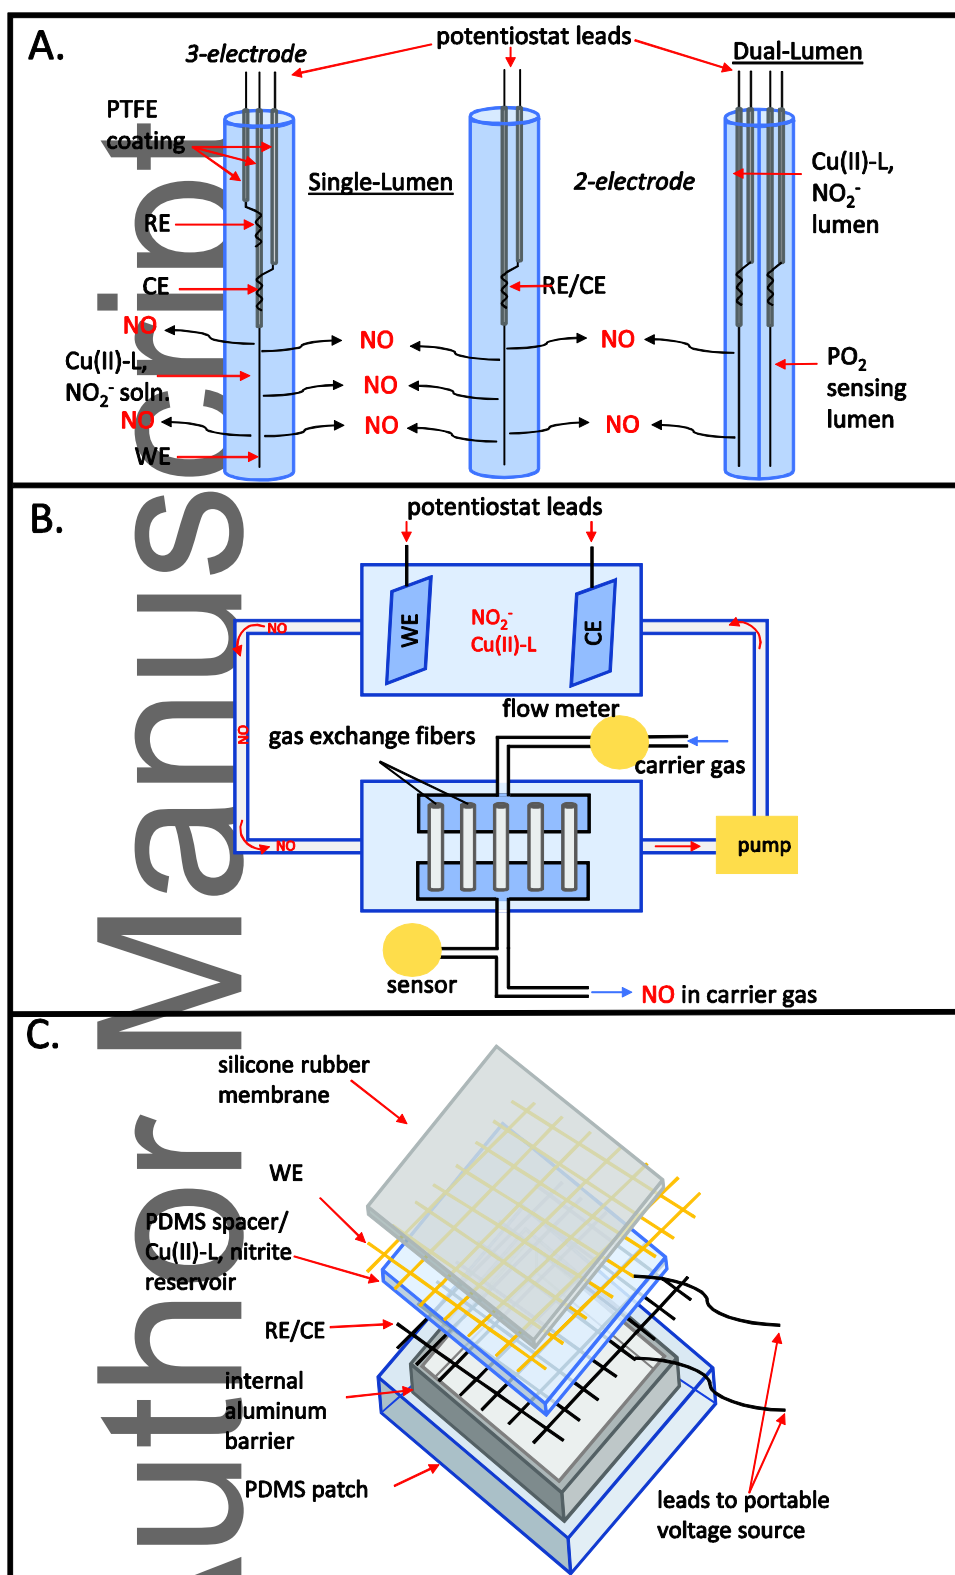 A.
3-electrode
potentiostat leads
Dual-Lumen
PTFE
coating
Single-Lumen
2-electrode
Cu(II)-L,
NO₂⁻
lumen
RE
CE
RE/CE
NO
NO
NO
Cu(II)-L,
NO₂⁻ soln.
NO
PO₂
sensing
lumen
NO
NO
NO
WE
B.
potentiostat leads
WE
NO₂⁻
Cu(II)-L
CE
NO
flow meter
NO
gas exchange fibers
carrier gas
NO
pump
sensor
NO in carrier gas
C.
silicone rubber
membrane
WE
PDMS spacer/
Cu(II)-L, nitrite
reservoir
RE/CE
internal
aluminum
barrier
PDMS patch
leads to portable
voltage source
Author Manuscript